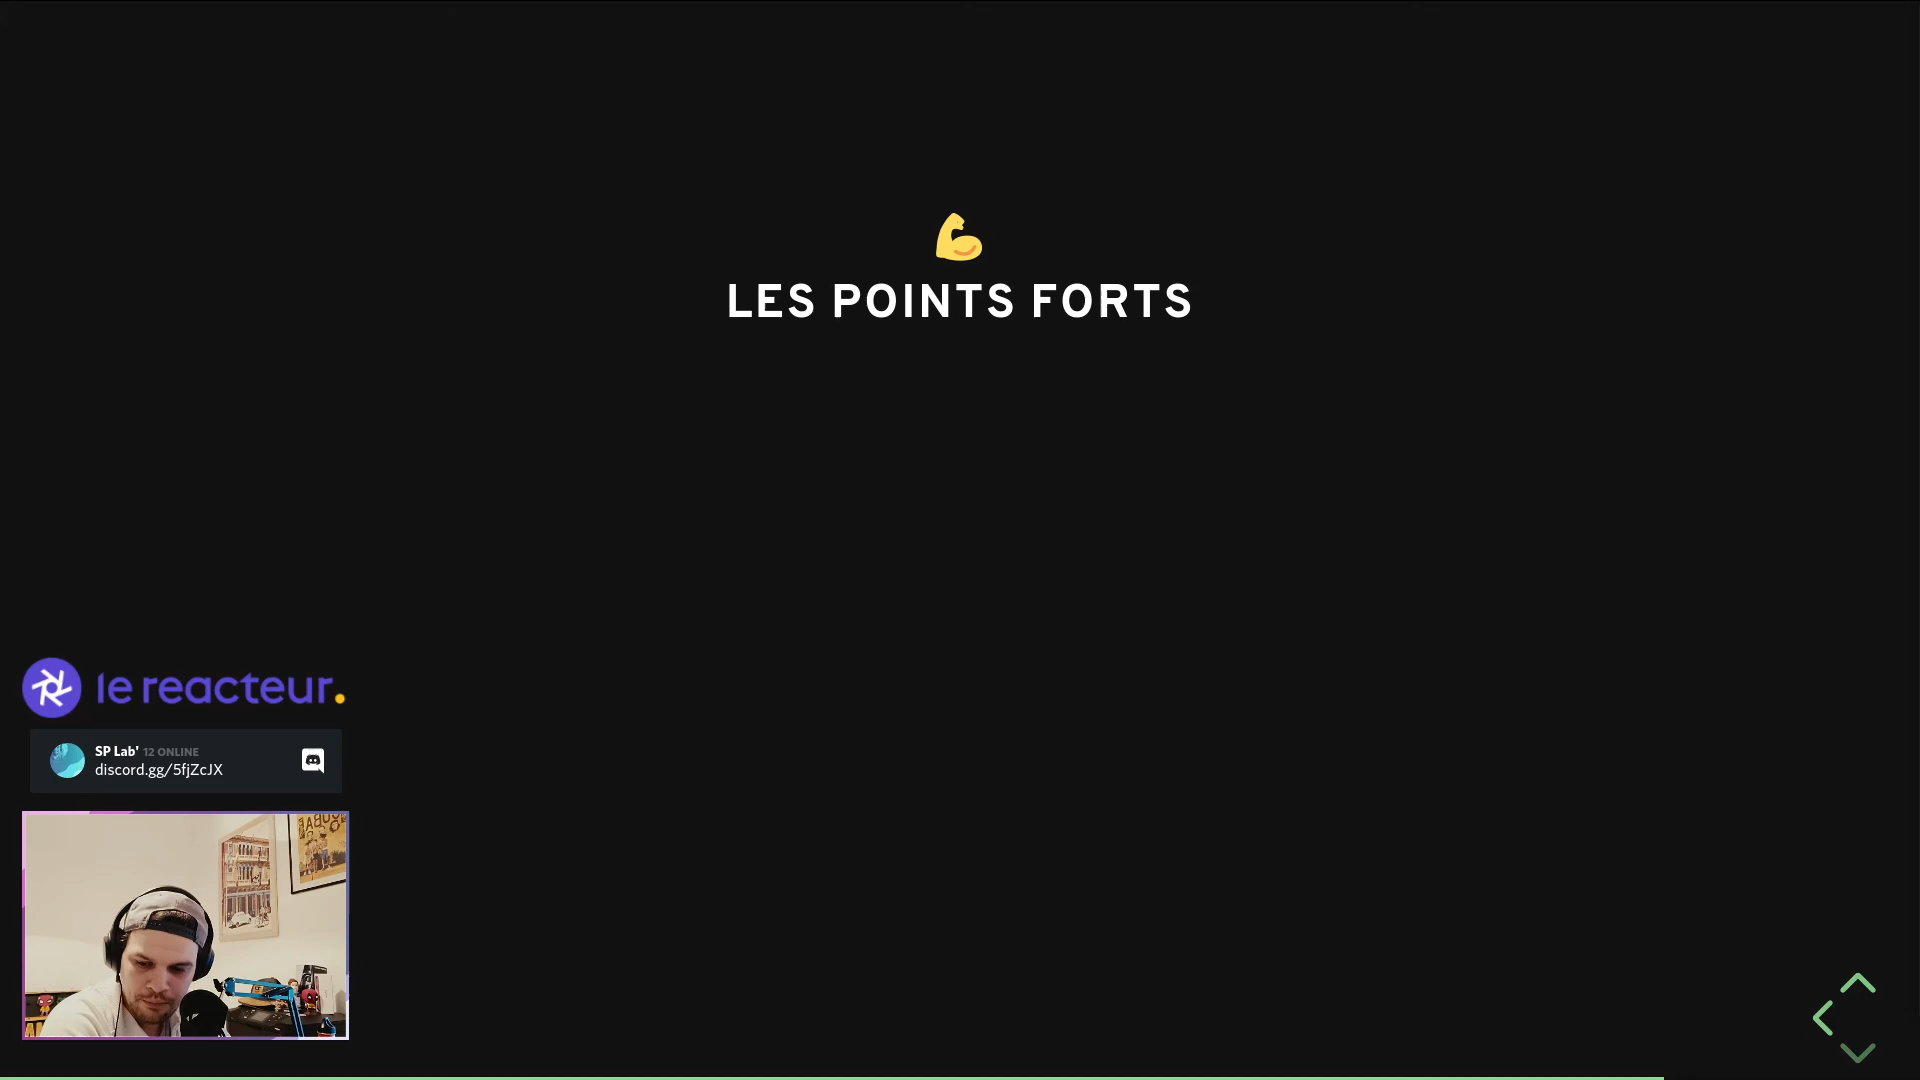 LES POINTS FORTS
le reacteur.
SP Lab' 12 ONLINE
discord.gg/5fjZcJX